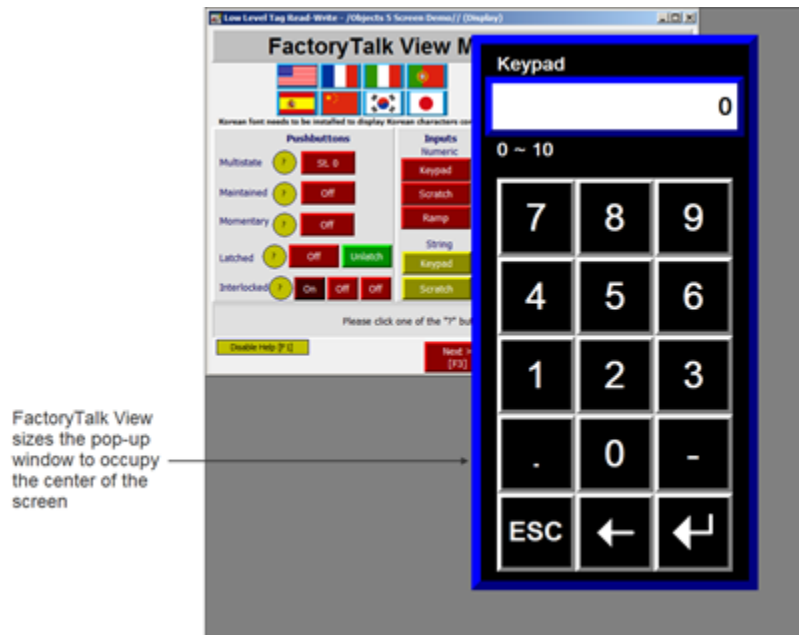 Low Level Tag Read-Write - /Objects 5 Screen Demo// (Display)
FactoryTalk View M
Korean font needs to be installed to display Korean characters cor
Pushbuttons
Inputs
Numeric
Multistate ? St. 0
Keypad
Maintained ? Off
Scratch
Momentary ? Off
Ramp
String
Latched ? Off Unlatch
Keypad
Interlocked ? On Off Off
Scratch
Please click one of the "?" bu
Disable Help [F1]
Next >
[F3]
Keypad
0
0 ~ 10
7 8 9
4 5 6
1 2 3
. 0 -
ESC
FactoryTalk View
sizes the pop-up
window to occupy
the center of the
screen